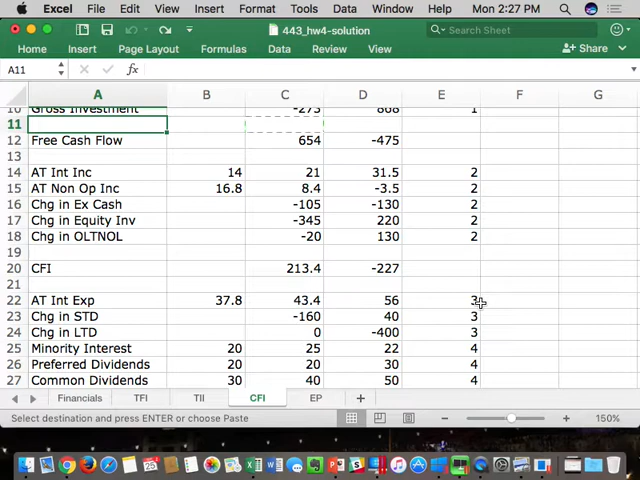 Excel File Edit View Insert Format Tools Data Window Help Mon 2:27 PM
443_hw4-solution
Search Sheet
Home Insert Page Layout Formulas Data Review View Share
A11 fx
A B C D E F G
10 Gross Investment -275 868 1
11
12 Free Cash Flow 654 -475
13
14 AT Int Inc 14 21 31.5 2
15 AT Non Op Inc 16.8 8.4 -3.5 2
16 Chg in Ex Cash -105 -130 2
17 Chg in Equity Inv -345 220 2
18 Chg in OLTNOL -20 130 2
19
20 CFI 213.4 -227
21
22 AT Int Exp 37.8 43.4 56 3
23 Chg in STD -160 40 3
24 Chg in LTD 0 -400 3
25 Minority Interest 20 25 22 4
26 Preferred Dividends 20 20 30 4
27 Common Dividends 30 40 50 4
Financials TFI TII CFI EP +
Select destination and press ENTER or choose Paste 150%